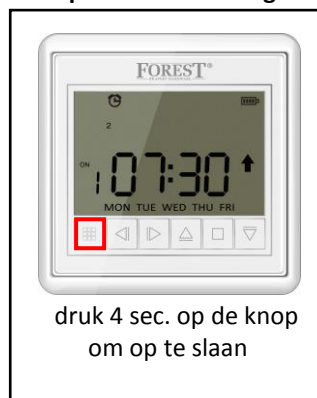 FOREST®
2
ON
1 07:30
MON TUE WED THU FRI
druk 4 sec. op de knop
om op te slaan